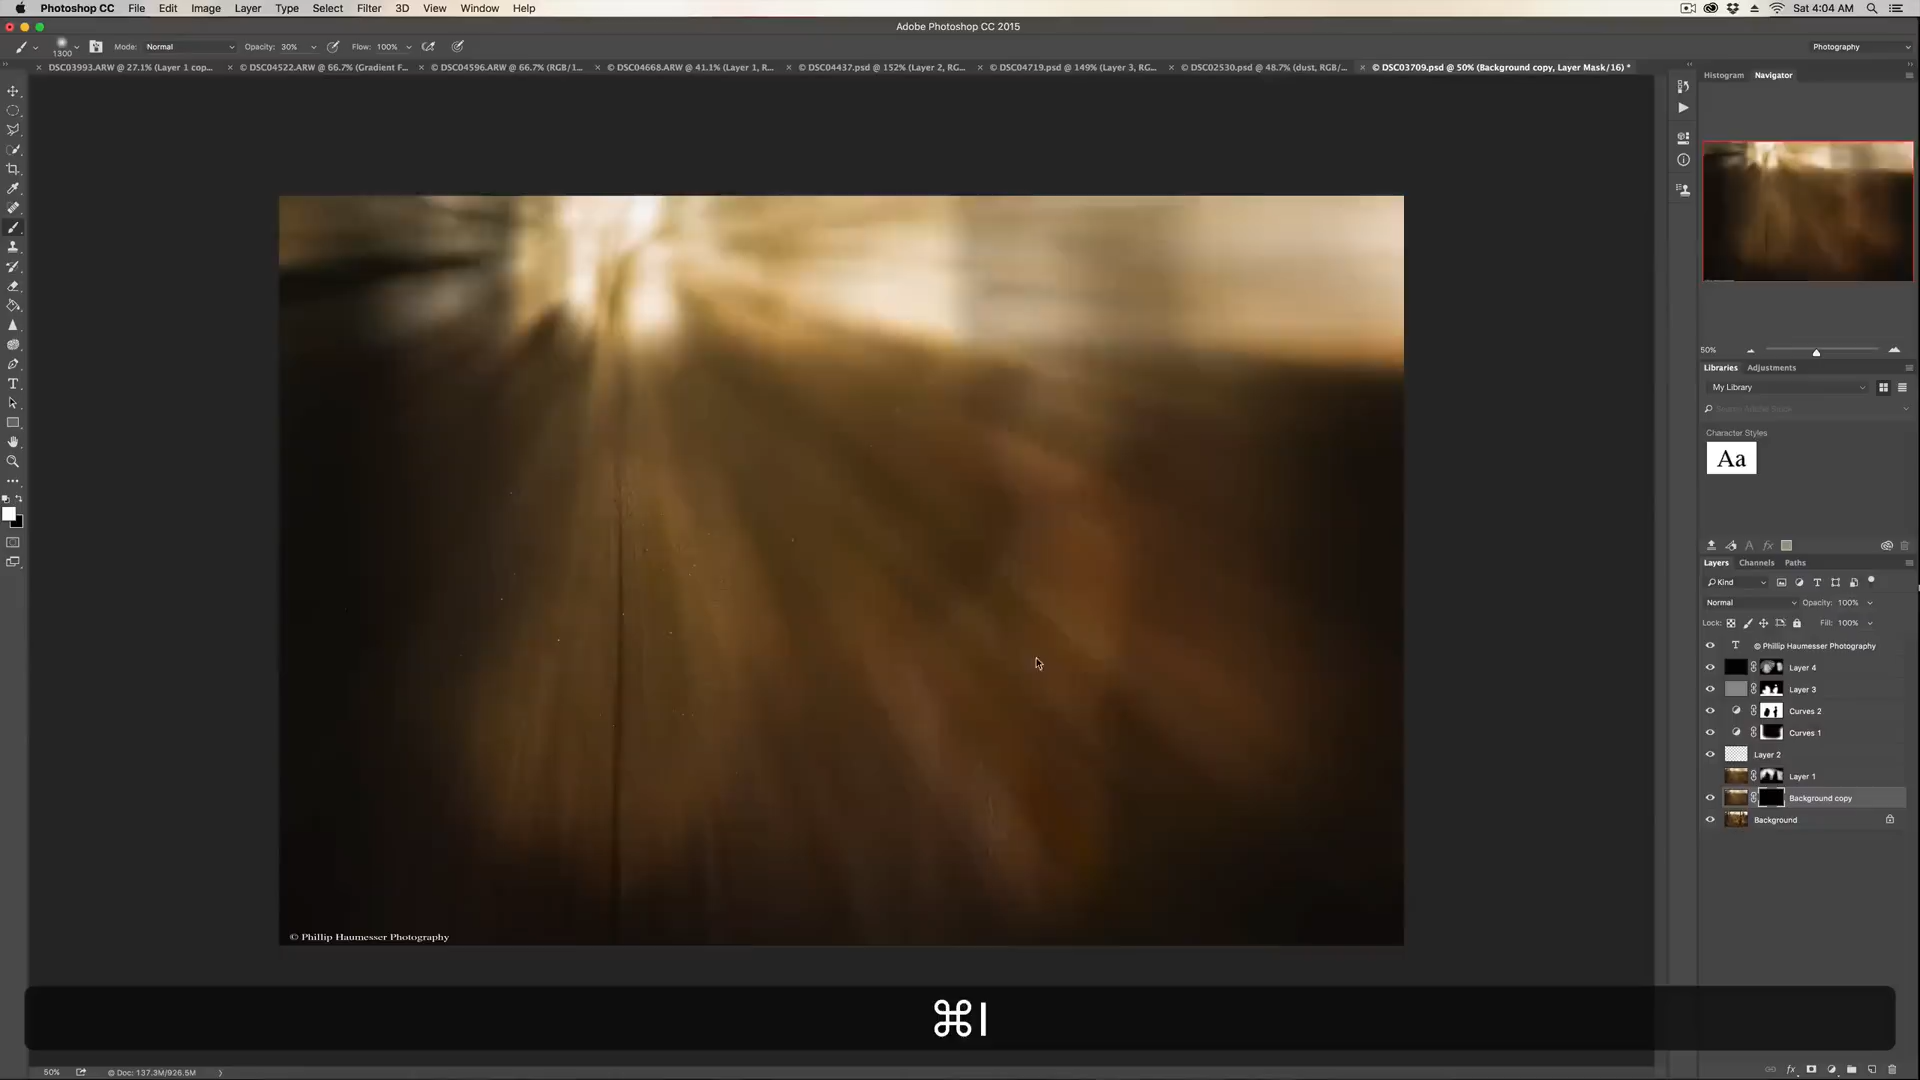 Photoshop CC File Edit Image Layer Type Select Filter 3D View Window Help Sat 4:04 AM
Adobe Photoshop CC 2015
1300 Mode: Normal Opacity: 30% Flow: 100% Photography
DSC03993.ARW @ 27.1% (Layer 1 cop... © DSC04522.ARW @ 66.7% (Gradient F... © DSC04596.ARW @ 66.7% (RGB/1... © DSC04668.ARW @ 41.1% (Layer 1, R... © DSC04437.psd @ 152% (Layer 2, RG... © DSC04719.psd @ 149% (Layer 3, RG... © DSC02530.psd @ 48.7% (dust, RGB/... © DSC03709.psd @ 50% (Background copy, Layer Mask/16) *
Histogram Navigator
50%
Libraries Adjustments
My Library
Character Styles
Aa
Layers Channels Paths
Kind
Normal Opacity: 100%
Lock: Fill: 100%
T © Phillip Haumesser Photography
Layer 4
Layer 3
Curves 2
Curves 1
Layer 2
Layer 1
Background copy
Background
© Phillip Haumesser Photography
⌘I
50% © Doc: 137.3M/926.5M